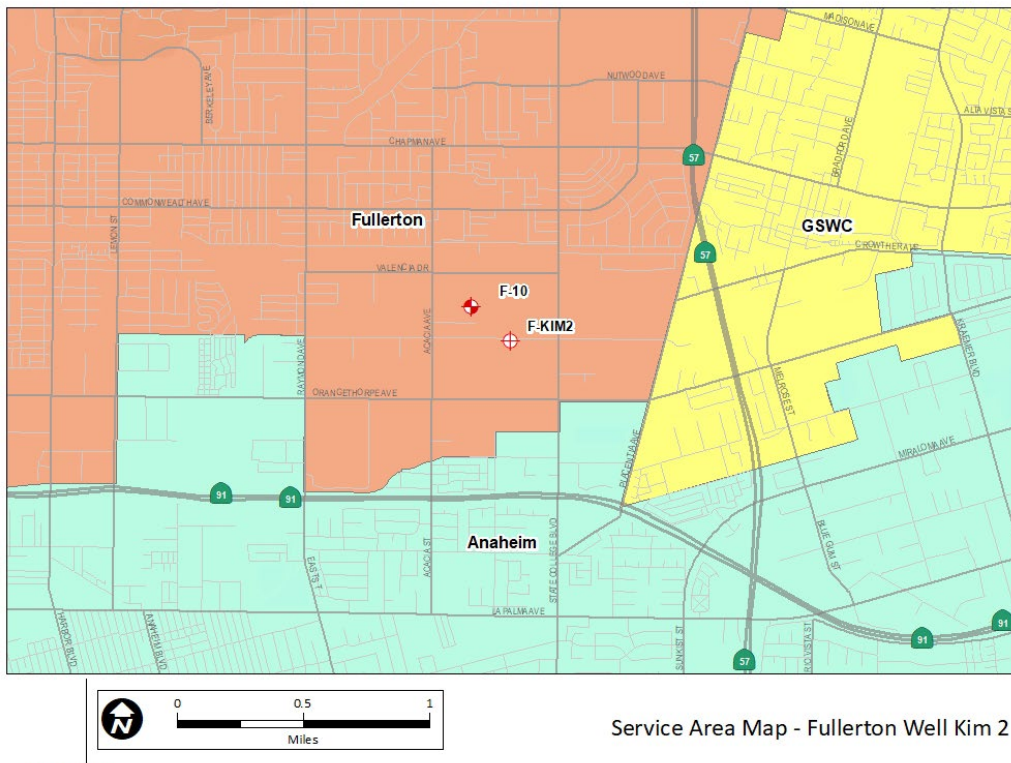 MADISON AVE
NUTWOOD AVE
BERKELEY AVE
ALTA VISTA S
BRADFORD AVE
CHAPMAN AVE
57
COMMONWEALTH AVE
LEMON ST
Fullerton
GSWC
CROWTHER AVE
57
VALENCIA DR
F-10
F-KIM2
ACACIA AVE
RAYMOND AVE
KRAEMER BLVD
MELROSE ST
ORANGETHORPE AVE
PLACENTIA AVE
MIRALOMA AVE
91
91
Anaheim
STATE COLLEGE BLVD
ACACIA ST
EAST ST
BLUE GUM ST
LA PALMA AVE
HARBOR BLVD
ANAHEIM BLVD
SUNKIST ST
RIO VISTA ST
57
91
91
N
0 0.5 1
Miles
Service Area Map - Fullerton Well Kim 2